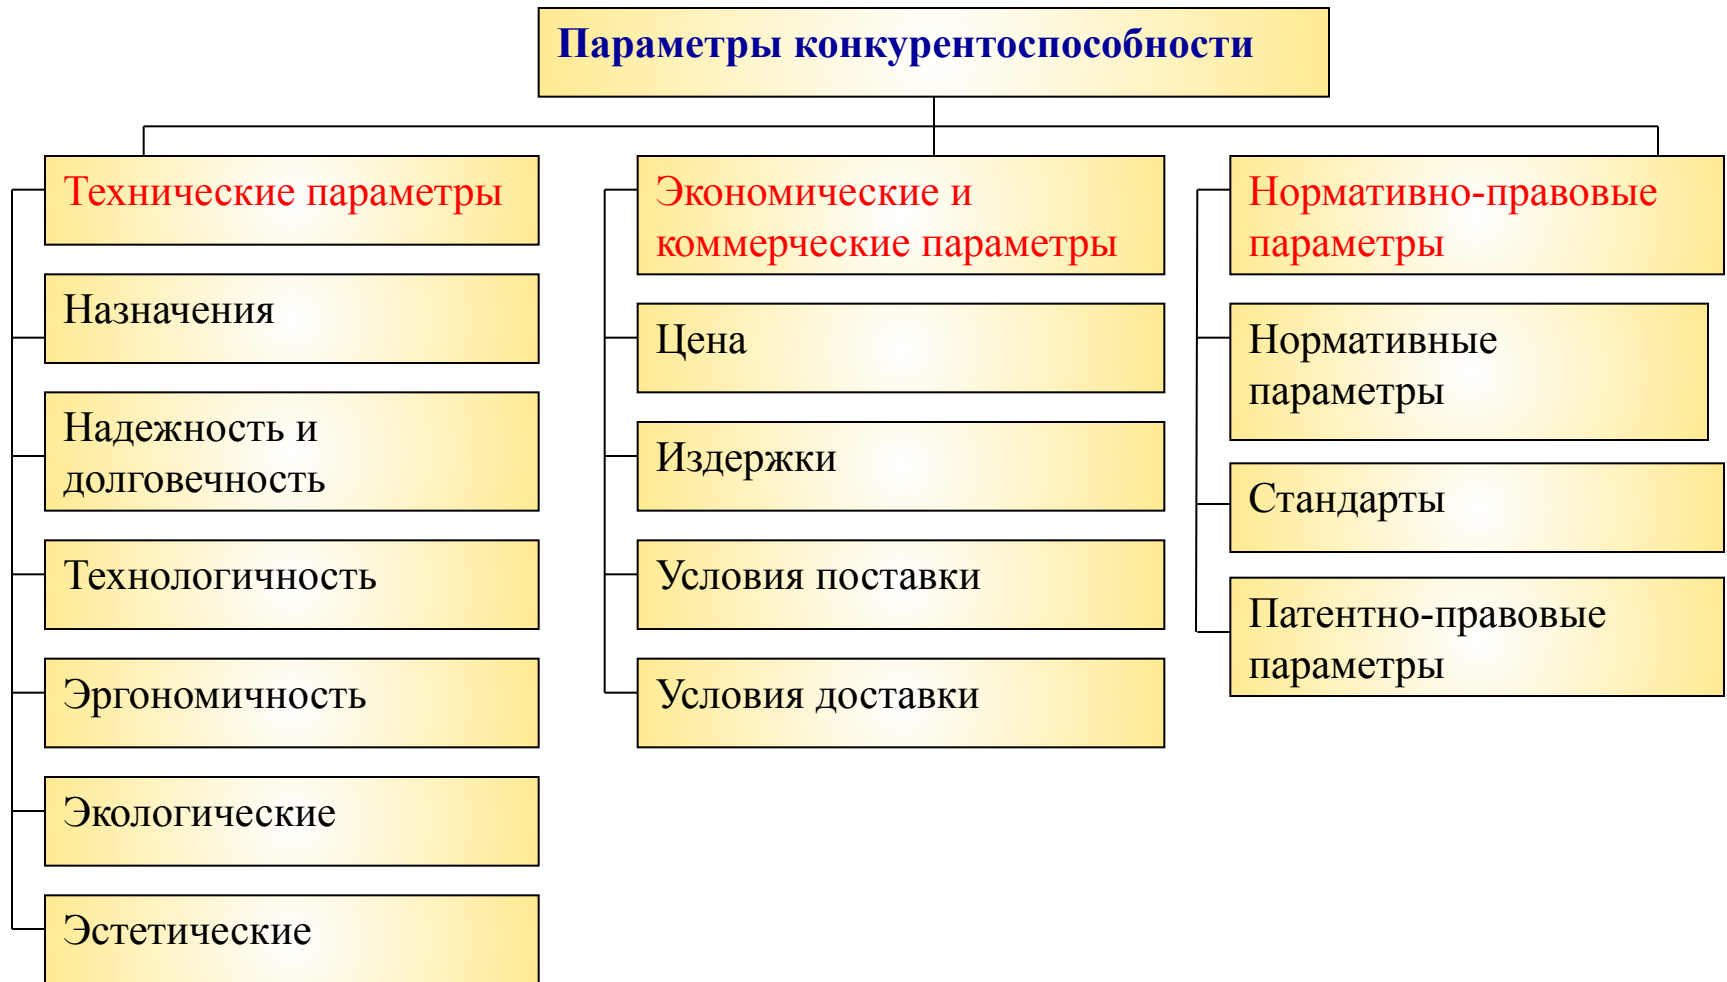 Параметры конкурентоспособности
Технические параметры
Назначения
Надежность и
долговечность
Технологичность
Эргономичность
Экологические
Эстетические
Экономические и
коммерческие параметры
Цена
Издержки
Условия поставки
Условия доставки
Нормативно-правовые
параметры
Нормативные
параметры
Стандарты
Патентно-правовые
параметры